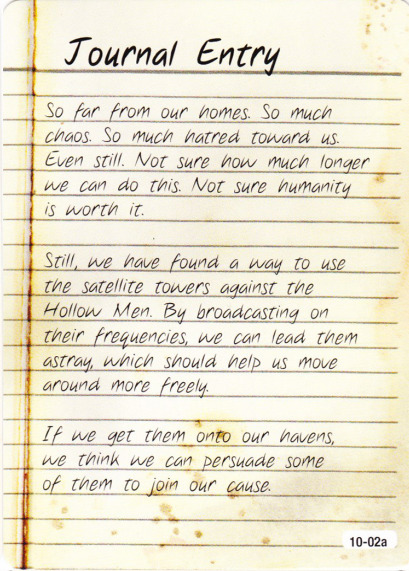 Journal Entry
So far from our homes. So much
chaos. So much hatred toward us.
Even still. Not sure how much longer
we can do this. Not sure humanity
is worth it.
Still, we have found a way to use
the satellite towers against the
Hollow Men. By broadcasting on
their frequencies, we can lead them
astray, which should help us move
around more freely.
If we get them onto our havens,
we think we can persuade some
of them to join our cause.
10-02a